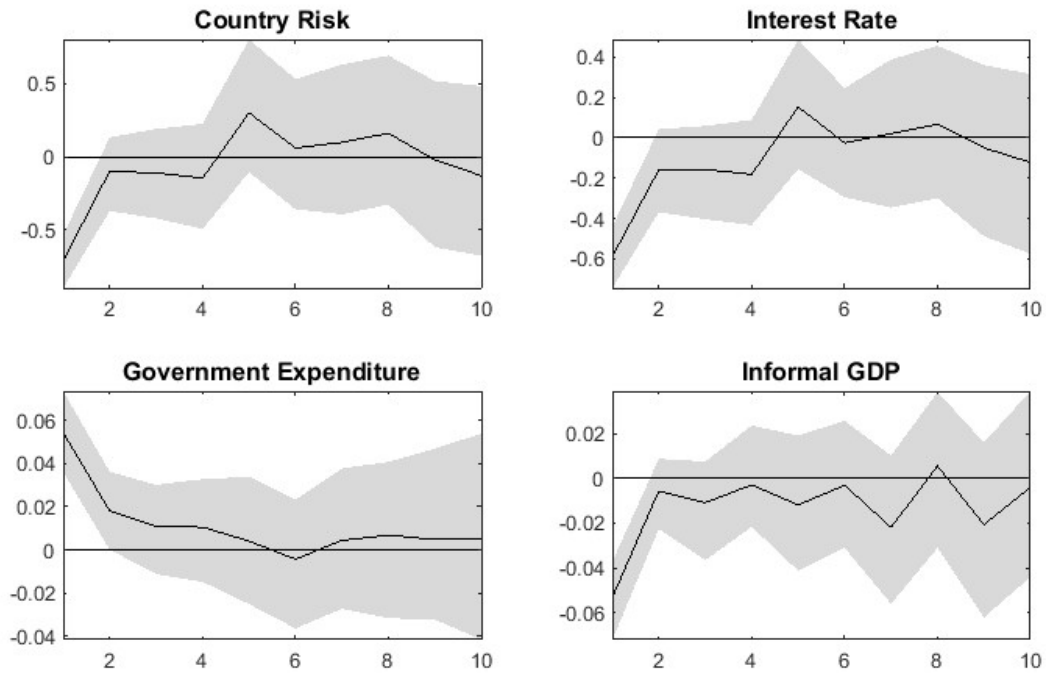 Country Risk
0.5
0
-0.5
2 4 6 8 10
Interest Rate
0.4
0.2
0
-0.2
-0.4
-0.6
2 4 6 8 10
Government Expenditure
0.06
0.04
0.02
0
-0.02
-0.04
2 4 6 8 10
Informal GDP
0.02
0
-0.02
-0.04
-0.06
2 4 6 8 10